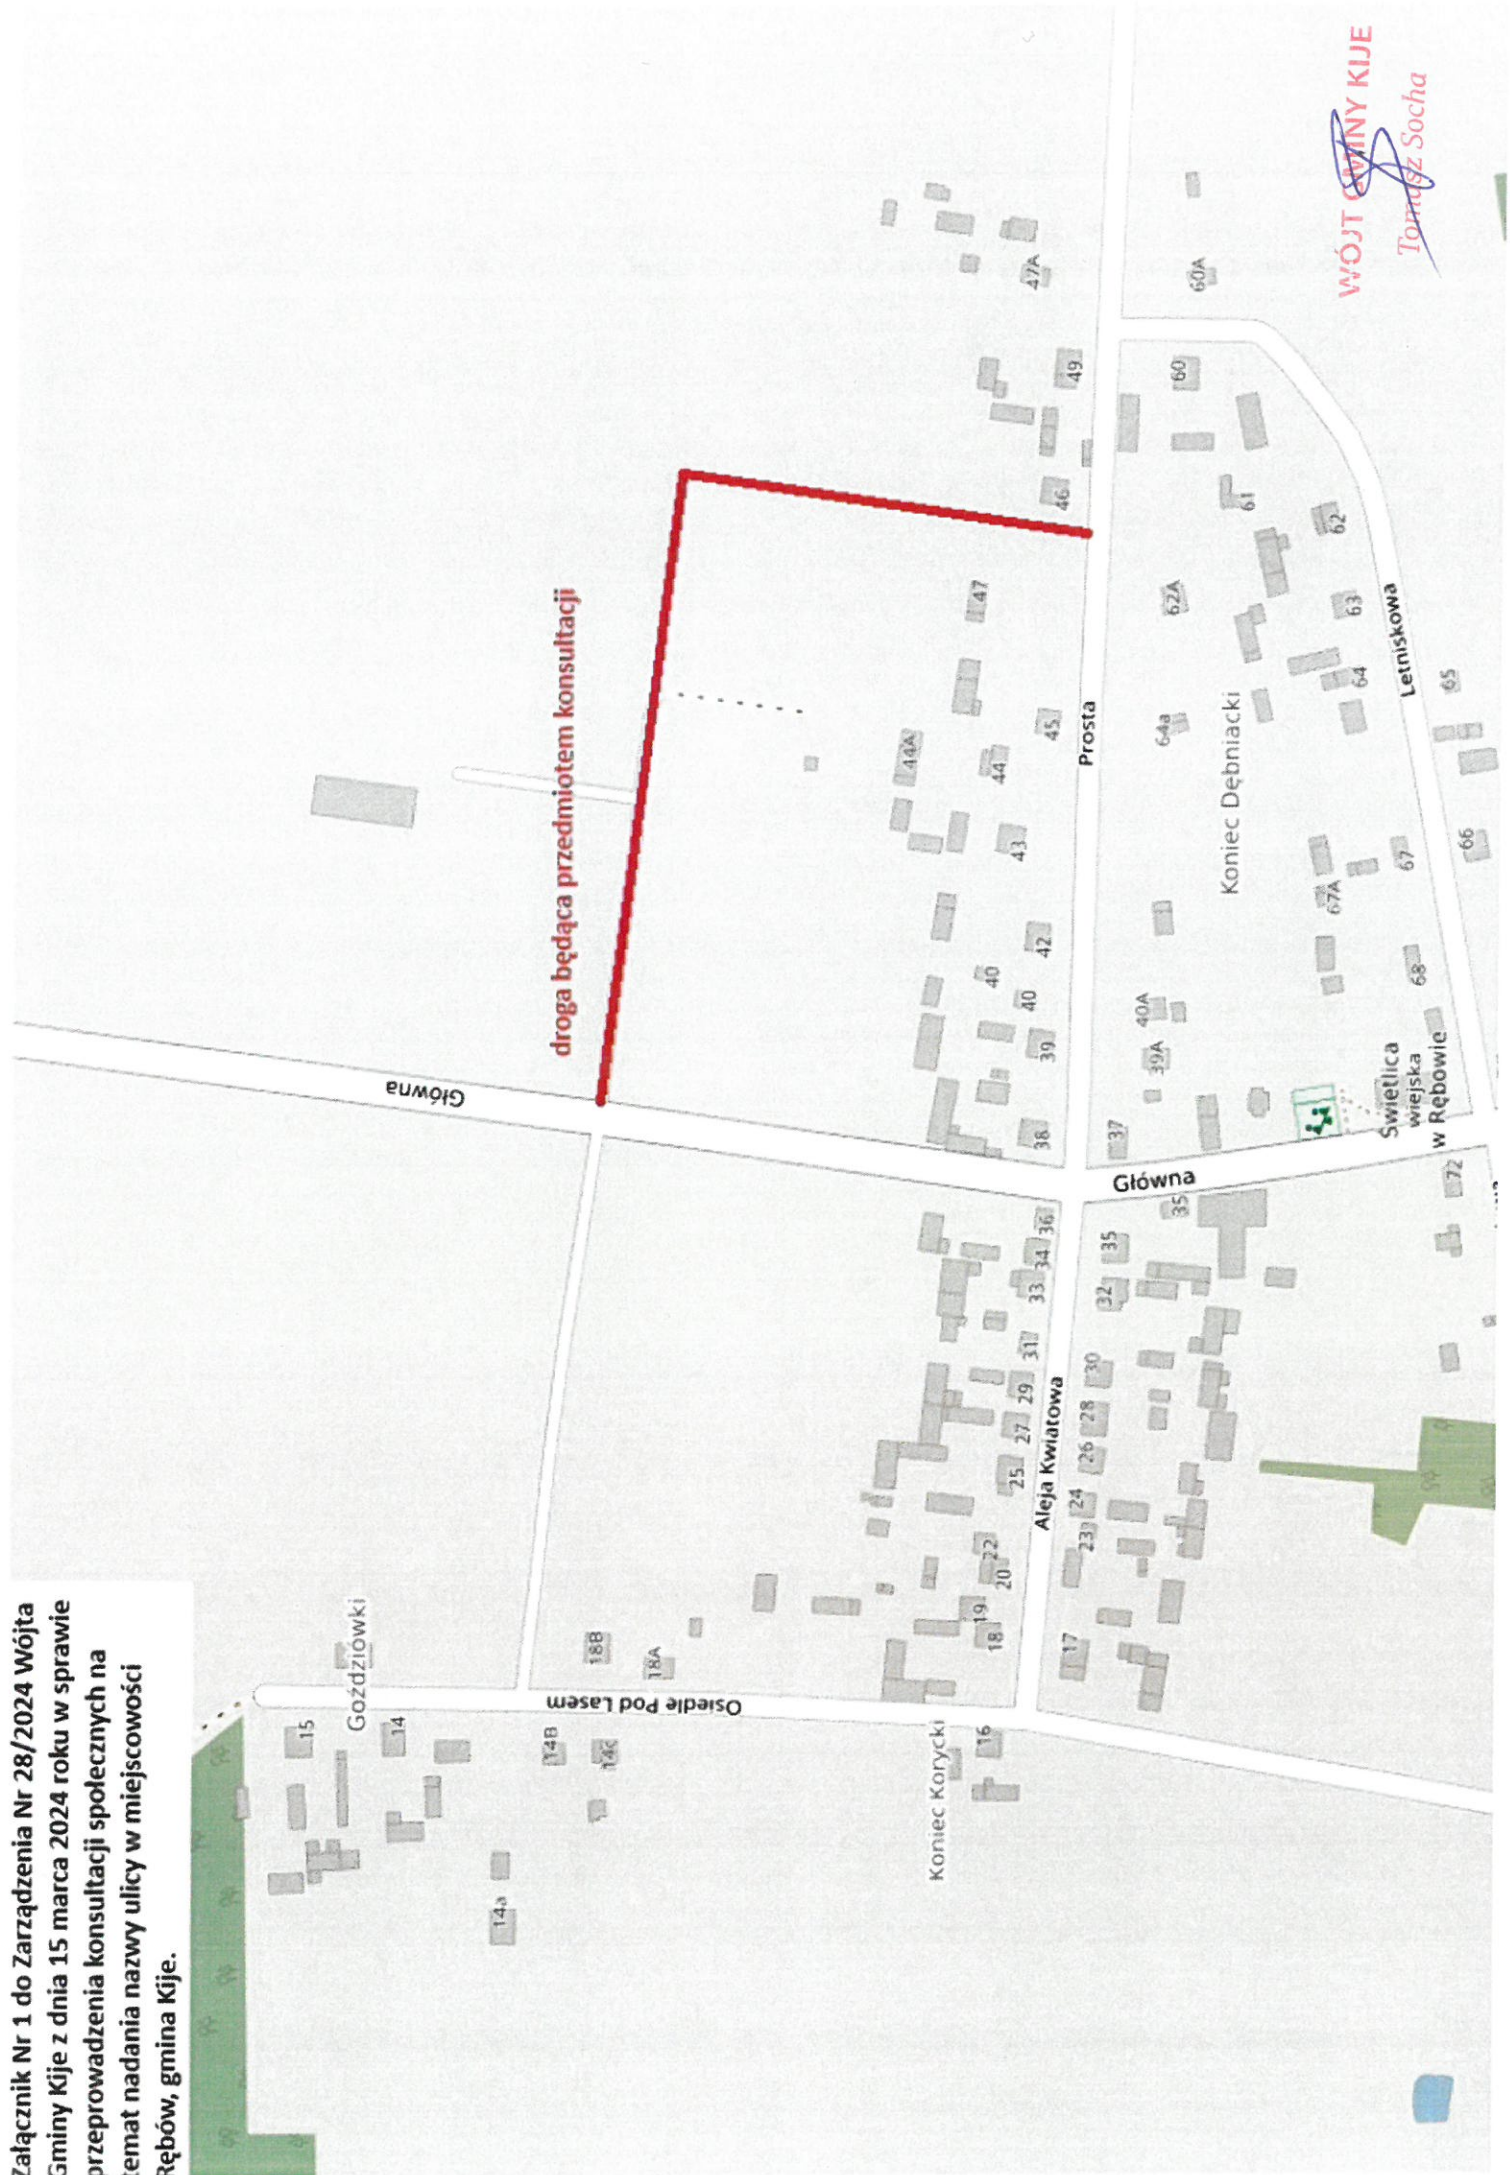 Załącznik Nr 1 do Zarządzenia Nr 28/2024 Wójta
Gminy Kije z dnia 15 marca 2024 roku w sprawie
przeprowadzenia konsultacji społecznych na
temat nadania nazwy ulicy w miejscowości
Rębów, gmina Kije.
droga będąca przedmiotem konsultacji
Główna
Goździówki
15
14
14B
14c
14a
18B
18A
Osiedle Pod Lasem
Koniec Korycki
16
18
19
20
22
25
27
29
31
33
34
36
Aleja Kwiatowa
17
23
24
26
28
30
32
35
35
Główna
37
38
39
40
40
42
43
44
44A
45
47
46
49
47A
Prosta
39A
40A
64a
62A
61
60
60A
Koniec Dębniacki
67A
67
68
66
65
64
63
62
Letniskowa
Świetlica
wiejska
w Rębowie
72
WÓJT GMINY KIJE
Tomasz Socha